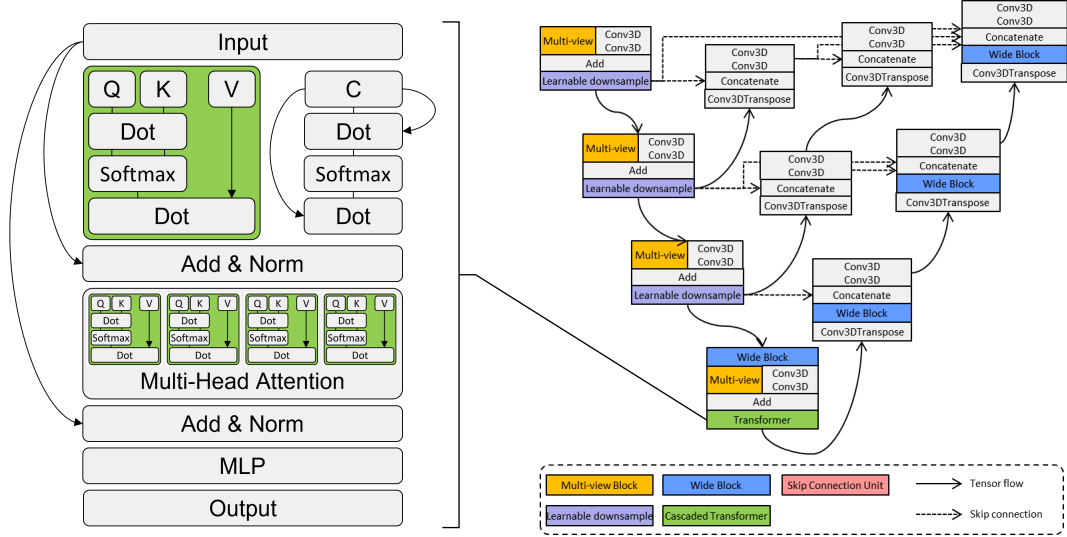 Input
Q K V
Dot
Softmax
Dot
C
Dot
Softmax
Dot
Add & Norm
Q K V
Dot
Softmax
Dot
Q K V
Dot
Softmax
Dot
Q K V
Dot
Softmax
Dot
Q K V
Dot
Softmax
Dot
Multi-Head Attention
Add & Norm
MLP
Output
Multi-view
Conv3D
Conv3D
Add
Learnable downsample
Conv3D
Conv3D
Concatenate
Conv3DTranspose
Conv3D
Conv3D
Concatenate
Conv3DTranspose
Conv3D
Conv3D
Concatenate
Wide Block
Conv3DTranspose
Multi-view
Conv3D
Conv3D
Add
Learnable downsample
Conv3D
Conv3D
Concatenate
Conv3DTranspose
Conv3D
Conv3D
Concatenate
Wide Block
Conv3DTranspose
Multi-view
Conv3D
Conv3D
Add
Learnable downsample
Conv3D
Conv3D
Concatenate
Wide Block
Conv3DTranspose
Wide Block
Multi-view
Conv3D
Conv3D
Add
Transformer
Multi-view Block
Wide Block
Skip Connection Unit
Tensor flow
Learnable downsample
Cascaded Transformer
Skip connection